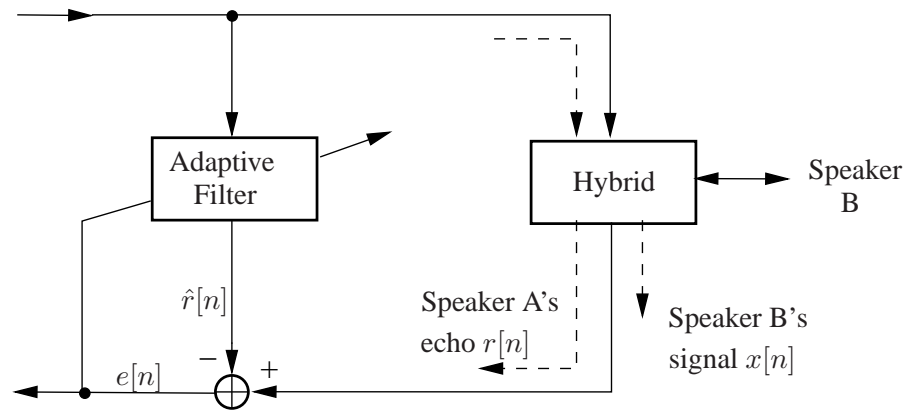 Adaptive
Filter
Hybrid
Speaker
B
r̂[n]
Speaker A's
echo r[n]
Speaker B's
signal x[n]
−
+
e[n]